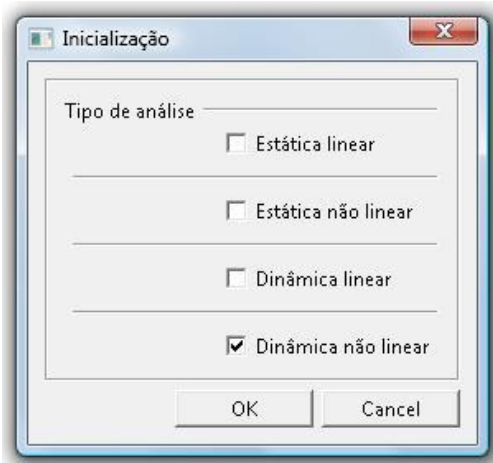 Inicialização
Tipo de análise
Estática linear
Estática não linear
Dinâmica linear
Dinâmica não linear
OK Cancel